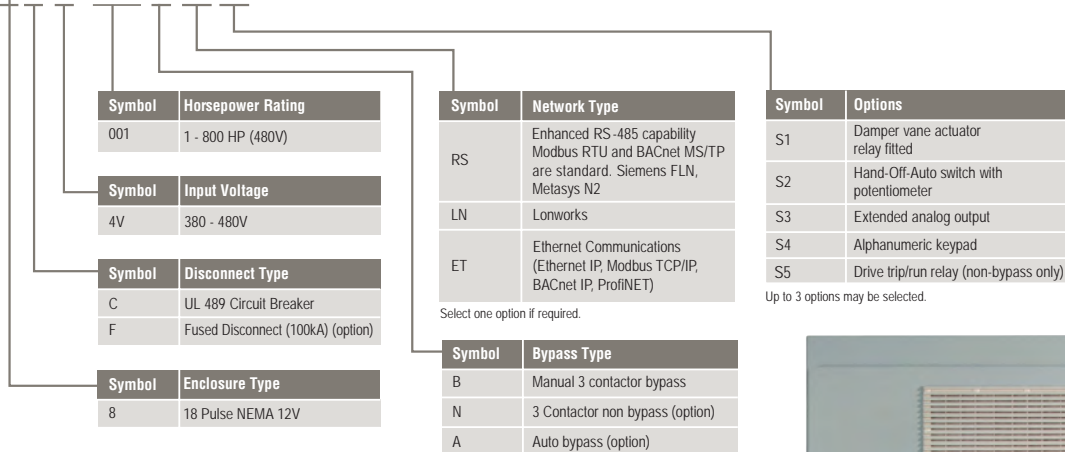 Symbol Horsepower Rating
001 1 - 800 HP (480V)
Symbol Input Voltage
4V 380 - 480V
Symbol Disconnect Type
C UL 489 Circuit Breaker
F Fused Disconnect (100kA) (option)
Symbol Enclosure Type
8 18 Pulse NEMA 12V
Symbol Network Type
RS Enhanced RS-485 capability
Modbus RTU and BACnet MS/TP
are standard. Siemens FLN,
Metasys N2
LN Lonworks
ET Ethernet Communications
(Ethernet IP, Modbus TCP/IP,
BACnet IP, ProfiNET)
Select one option if required.
Symbol Bypass Type
B Manual 3 contactor bypass
N 3 Contactor non bypass (option)
A Auto bypass (option)
Symbol Options
S1 Damper vane actuator
relay fitted
S2 Hand-Off-Auto switch with
potentiometer
S3 Extended analog output
S4 Alphanumeric keypad
S5 Drive trip/run relay (non-bypass only)
Up to 3 options may be selected.